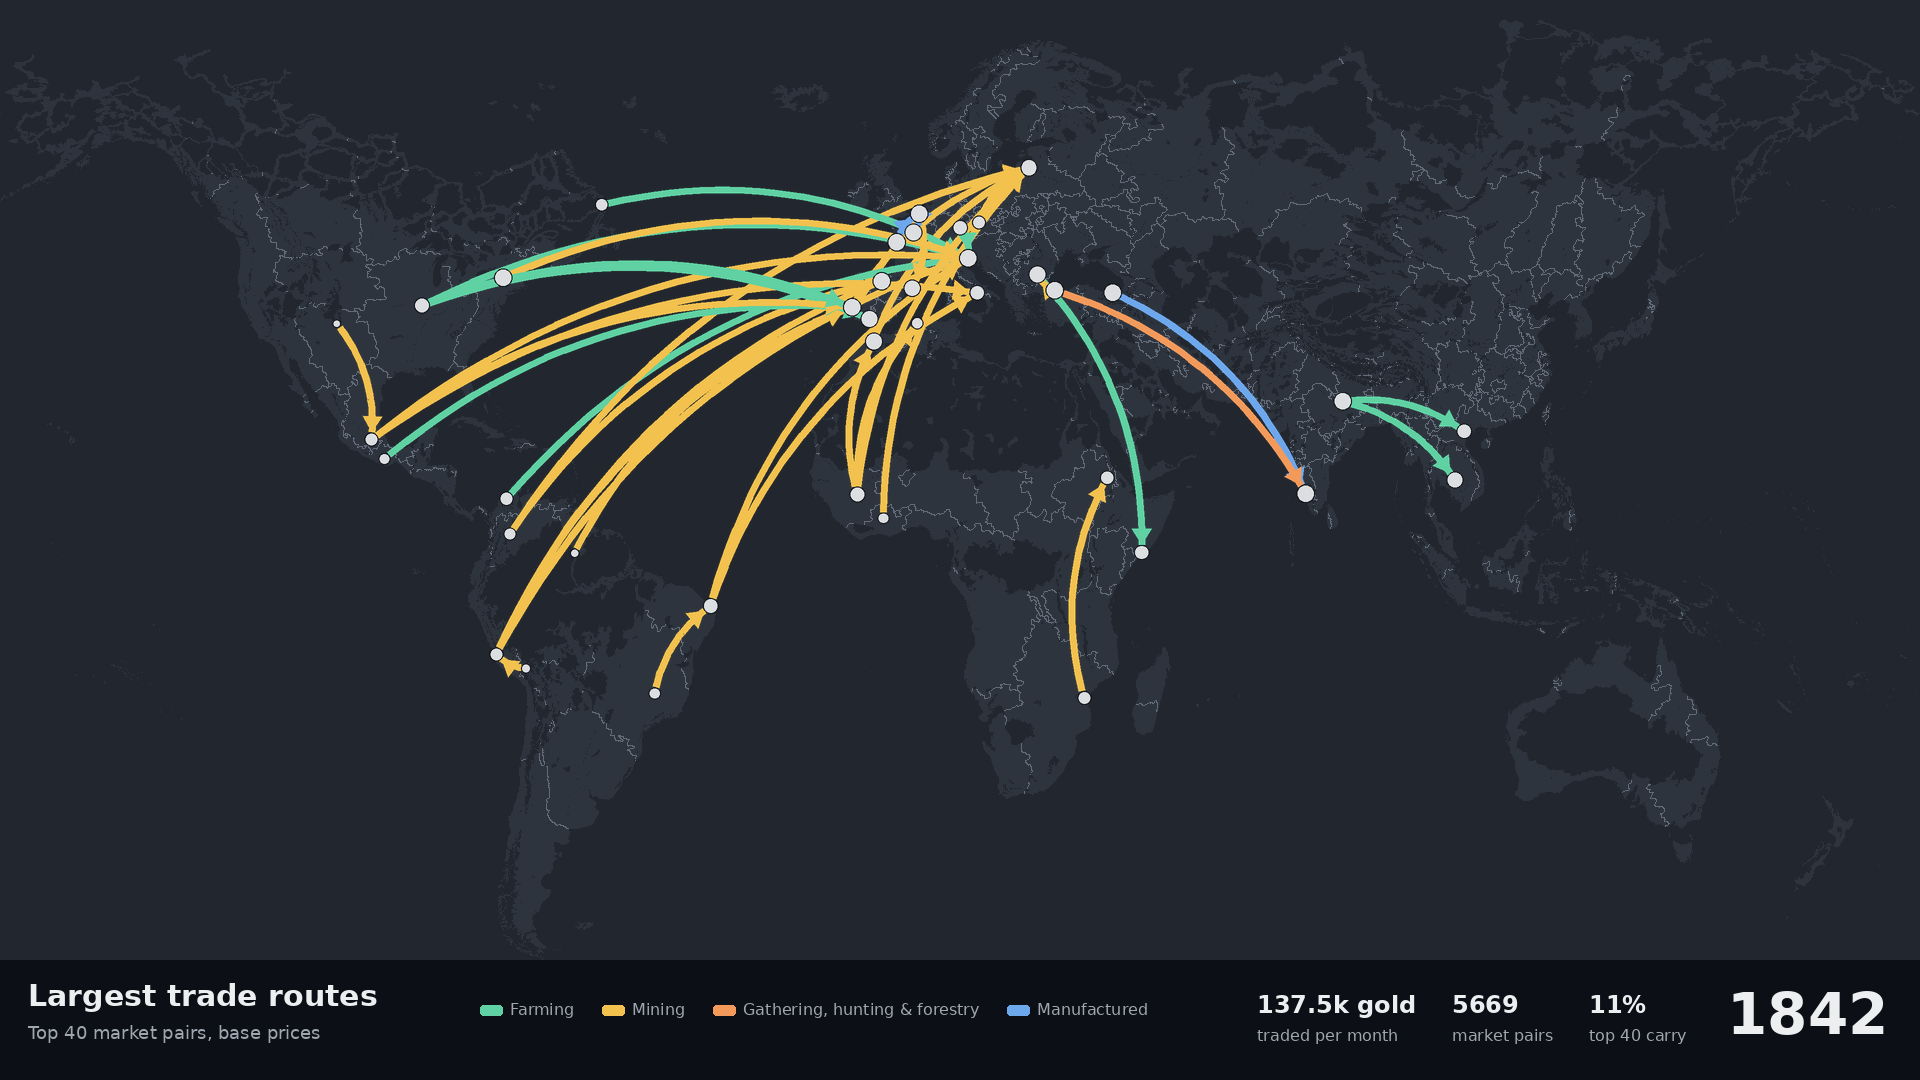 Largest trade routes
Top 40 market pairs, base prices
Farming
Mining
Gathering, hunting & forestry
Manufactured
137.5k gold
traded per month
5669
market pairs
11%
top 40 carry
1842